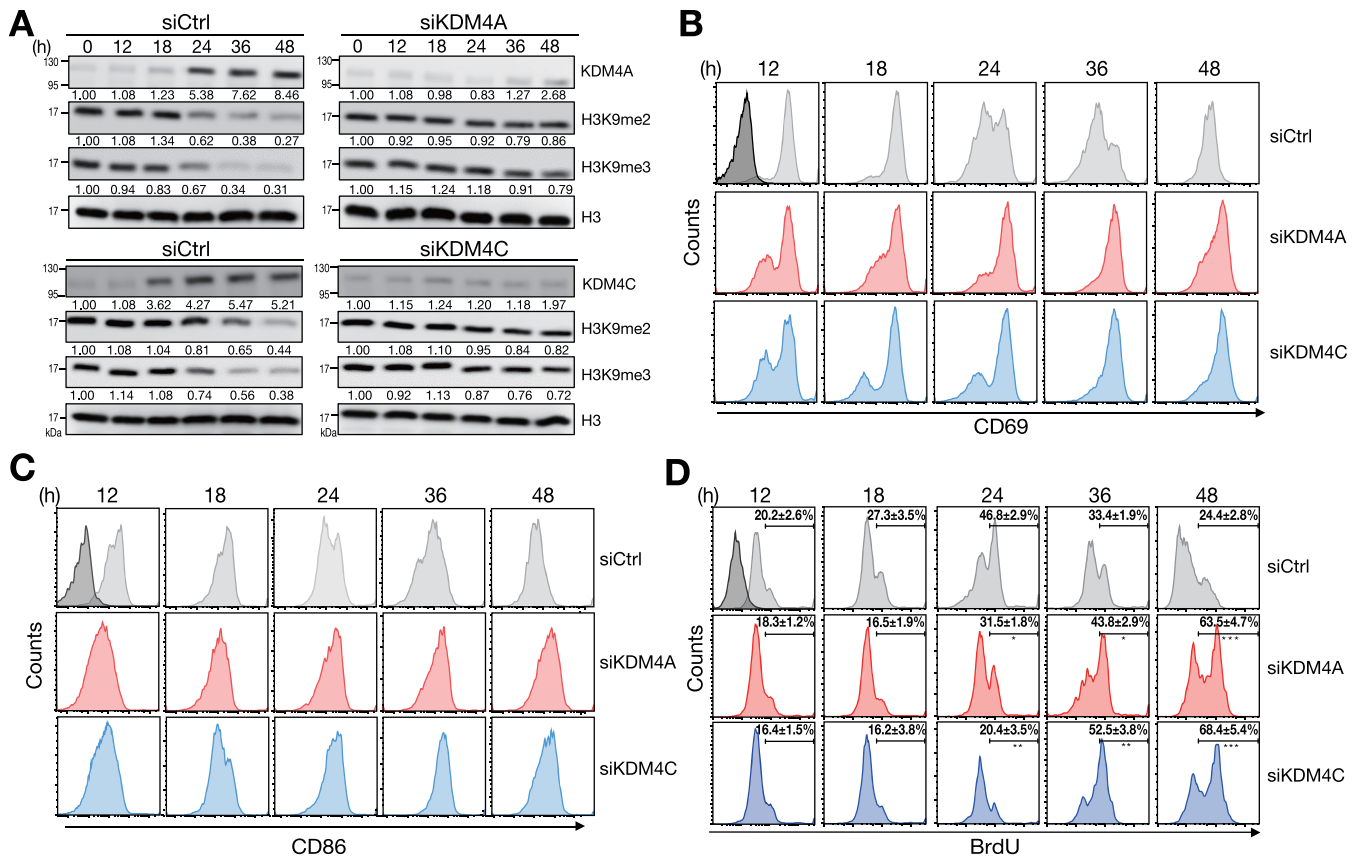 A
siCtrl
siKDM4A
(h) 0 12 18 24 36 48
0 12 18 24 36 48
130
95
130
95
KDM4A
1.00 1.08 1.23 5.38 7.62 8.46
1.00 1.08 0.98 0.83 1.27 2.68
17
17
H3K9me2
1.00 1.08 1.34 0.62 0.38 0.27
1.00 0.92 0.95 0.92 0.79 0.86
17
17
H3K9me3
1.00 0.94 0.83 0.67 0.34 0.31
1.00 1.15 1.24 1.18 0.91 0.79
17
17
H3
siCtrl
siKDM4C
130
95
130
95
KDM4C
1.00 1.08 3.62 4.27 5.47 5.21
1.00 1.15 1.24 1.20 1.18 1.97
17
17
H3K9me2
1.00 1.08 1.04 0.81 0.65 0.44
1.00 1.08 1.10 0.95 0.84 0.82
17
17
H3K9me3
1.00 1.14 1.08 0.74 0.56 0.38
1.00 0.92 1.13 0.87 0.76 0.72
17
kDa
17
kDa
H3
B
(h) 12 18 24 36 48
siCtrl
siKDM4A
siKDM4C
Counts
CD69
C
(h) 12 18 24 36 48
siCtrl
siKDM4A
siKDM4C
Counts
CD86
D
(h) 12 18 24 36 48
20.2±2.6% 27.3±3.5% 46.8±2.9% 33.4±1.9% 24.4±2.8%
siCtrl
18.3±1.2% 16.5±1.9% 31.5±1.8% 43.8±2.9% 63.5±4.7%
* * ***
siKDM4A
16.4±1.5% 16.2±3.8% 20.4±3.5% 52.5±3.8% 68.4±5.4%
** ** ***
siKDM4C
Counts
BrdU